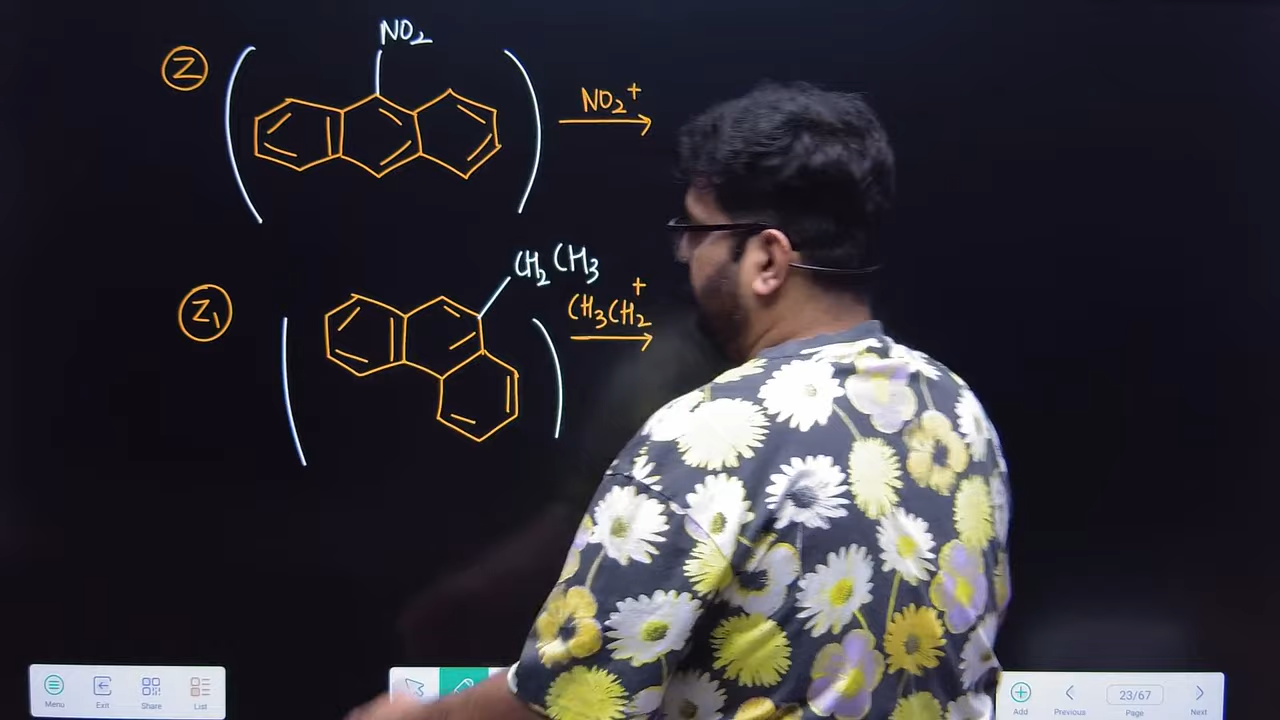 NO₂
Z
NO₂⁺
CH₂CH₃
Z₁
CH₃CH₂⁺
Menu
Exit
Share
List
Add
Previous
23/67
Page
Next